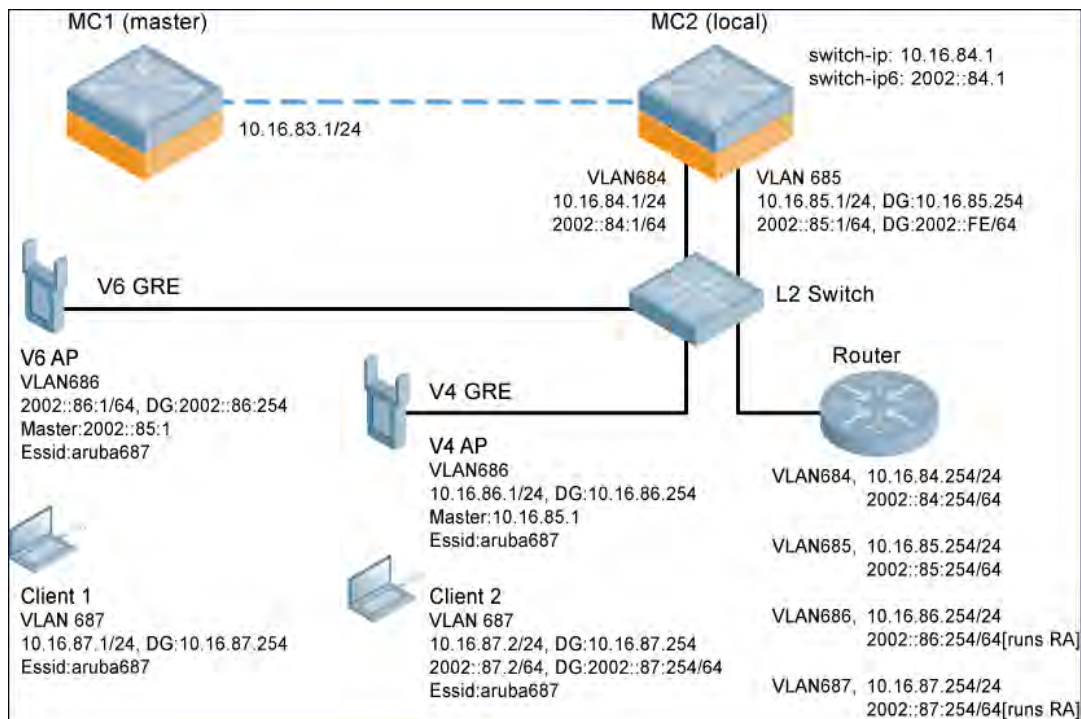 MC1 (master)
MC2 (local)
switch-ip: 10.16.84.1
switch-ip6: 2002::84.1
10.16.83.1/24
VLAN684
10.16.84.1/24
2002::84:1/64
VLAN 685
10.16.85.1/24, DG:10.16.85.254
2002::85:1/64, DG:2002::FE/64
V6 GRE
L2 Switch
V6 AP
VLAN686
2002::86:1/64, DG:2002::86:254
Master:2002::85:1
Essid:aruba687
V4 GRE
V4 AP
VLAN686
10.16.86.1/24, DG:10.16.86.254
Master:10.16.85.1
Essid:aruba687
Router
VLAN684, 10.16.84.254/24
2002::84:254/64
VLAN685, 10.16.85.254/24
2002::85:254/64
VLAN686, 10.16.86.254/24
2002::86:254/64[runs RA]
VLAN687, 10.16.87.254/24
2002::87:254/64[runs RA]
Client 1
VLAN 687
10.16.87.1/24, DG:10.16.87.254
Essid:aruba687
Client 2
VLAN 687
10.16.87.2/24, DG:10.16.87.254
2002::87.2/64, DG:2002::87:254/64
Essid:aruba687